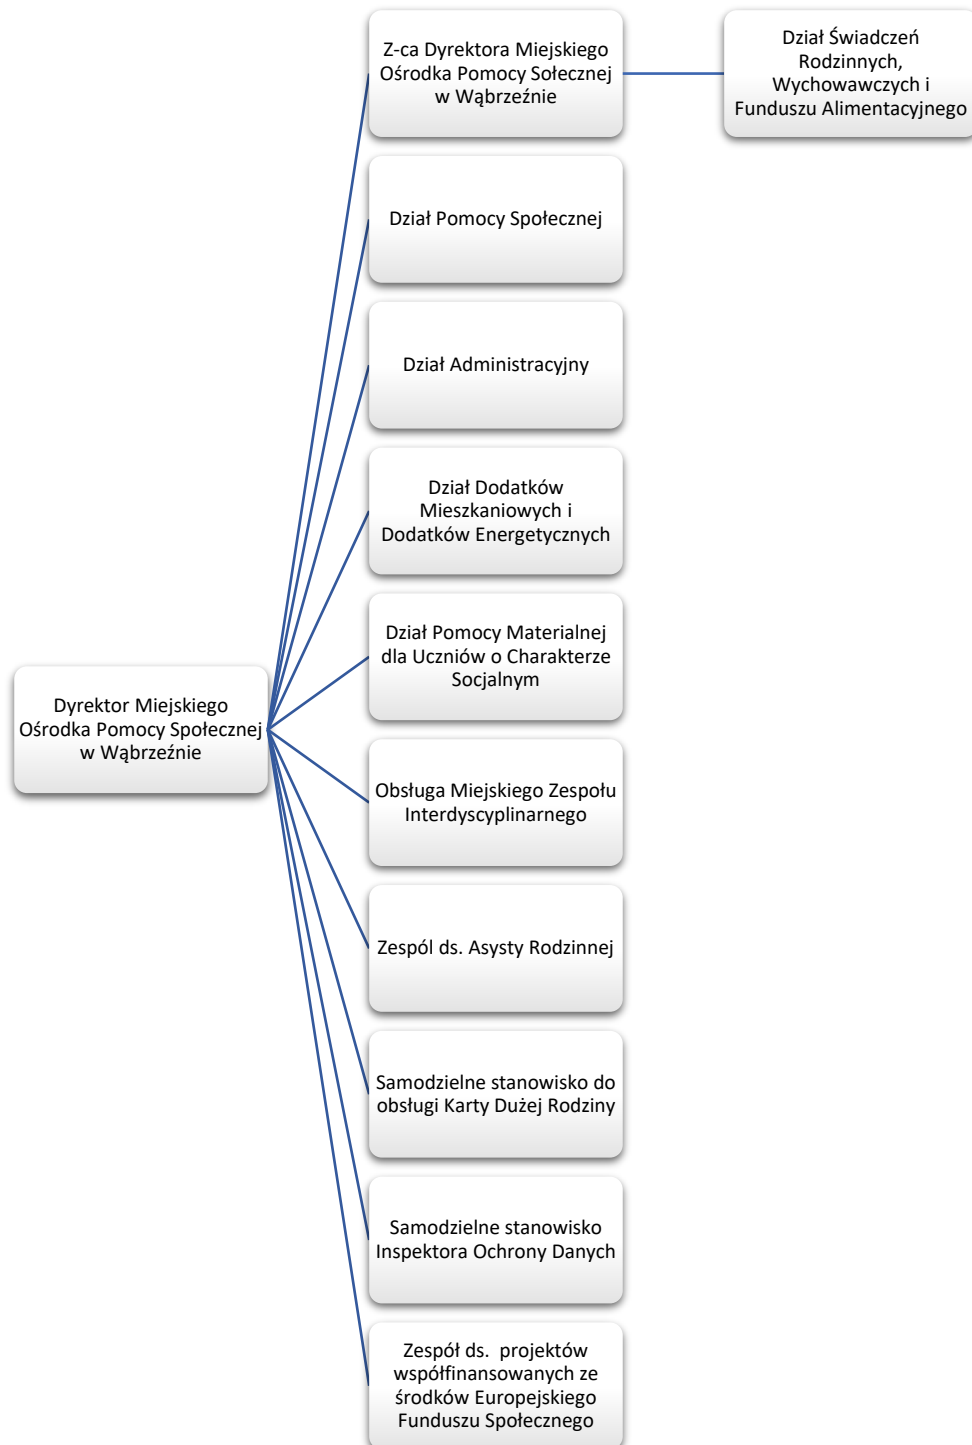 Z-ca Dyrektora Miejskiego
Ośrodka Pomocy Sołecznej
w Wąbrzeźnie
Dział Świadczeń
Rodzinnych,
Wychowawczych i
Funduszu Alimentacyjnego
Dział Pomocy Społecznej
Dział Administracyjny
Dział Dodatków
Mieszkaniowych i
Dodatków Energetycznych
Dział Pomocy Materialnej
dla Uczniów o Charakterze
Socjalnym
Dyrektor Miejskiego
Ośrodka Pomocy Społecznej
w Wąbrzeźnie
Obsługa Miejskiego Zespołu
Interdyscyplinarnego
Zespól ds. Asysty Rodzinnej
Samodzielne stanowisko do
obsługi Karty Dużej Rodziny
Samodzielne stanowisko
Inspektora Ochrony Danych
Zespół ds. projektów
współfinansowanych ze
środków Europejskiego
Funduszu Społecznego